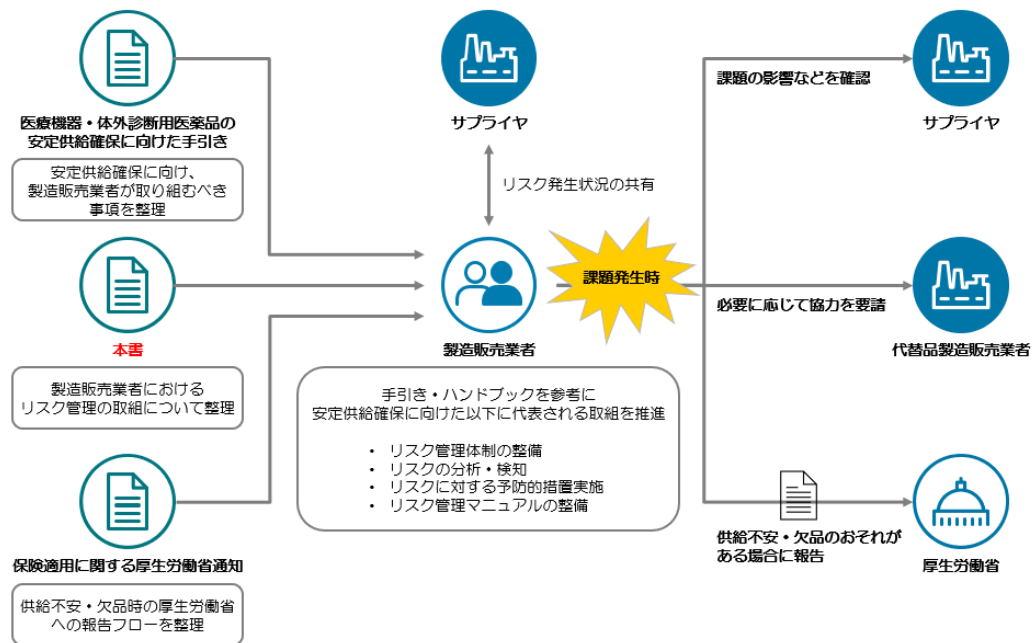 医療機器・体外診断用医薬品の
安定供給確保に向けた手引き
安定供給確保に向け、
製造販売業者が取り組むべき
事項を整理
本書
製造販売業者における
リスク管理の取組について整理
保険適用に関する厚生労働省通知
供給不安・欠品時の厚生労働省
への報告フローを整理
サプライヤ
リスク発生状況の共有
製造販売業者
手引き・ハンドブックを参考に
安定供給確保に向けた以下に代表される取組を推進
• リスク管理体制の整備
• リスクの分析・検知
• リスクに対する予防的措置実施
• リスク管理マニュアルの整備
課題発生時
課題の影響などを確認
サプライヤ
必要に応じて協力を要請
代替品製造販売業者
供給不安・欠品のおそれが
ある場合に報告
厚生労働省